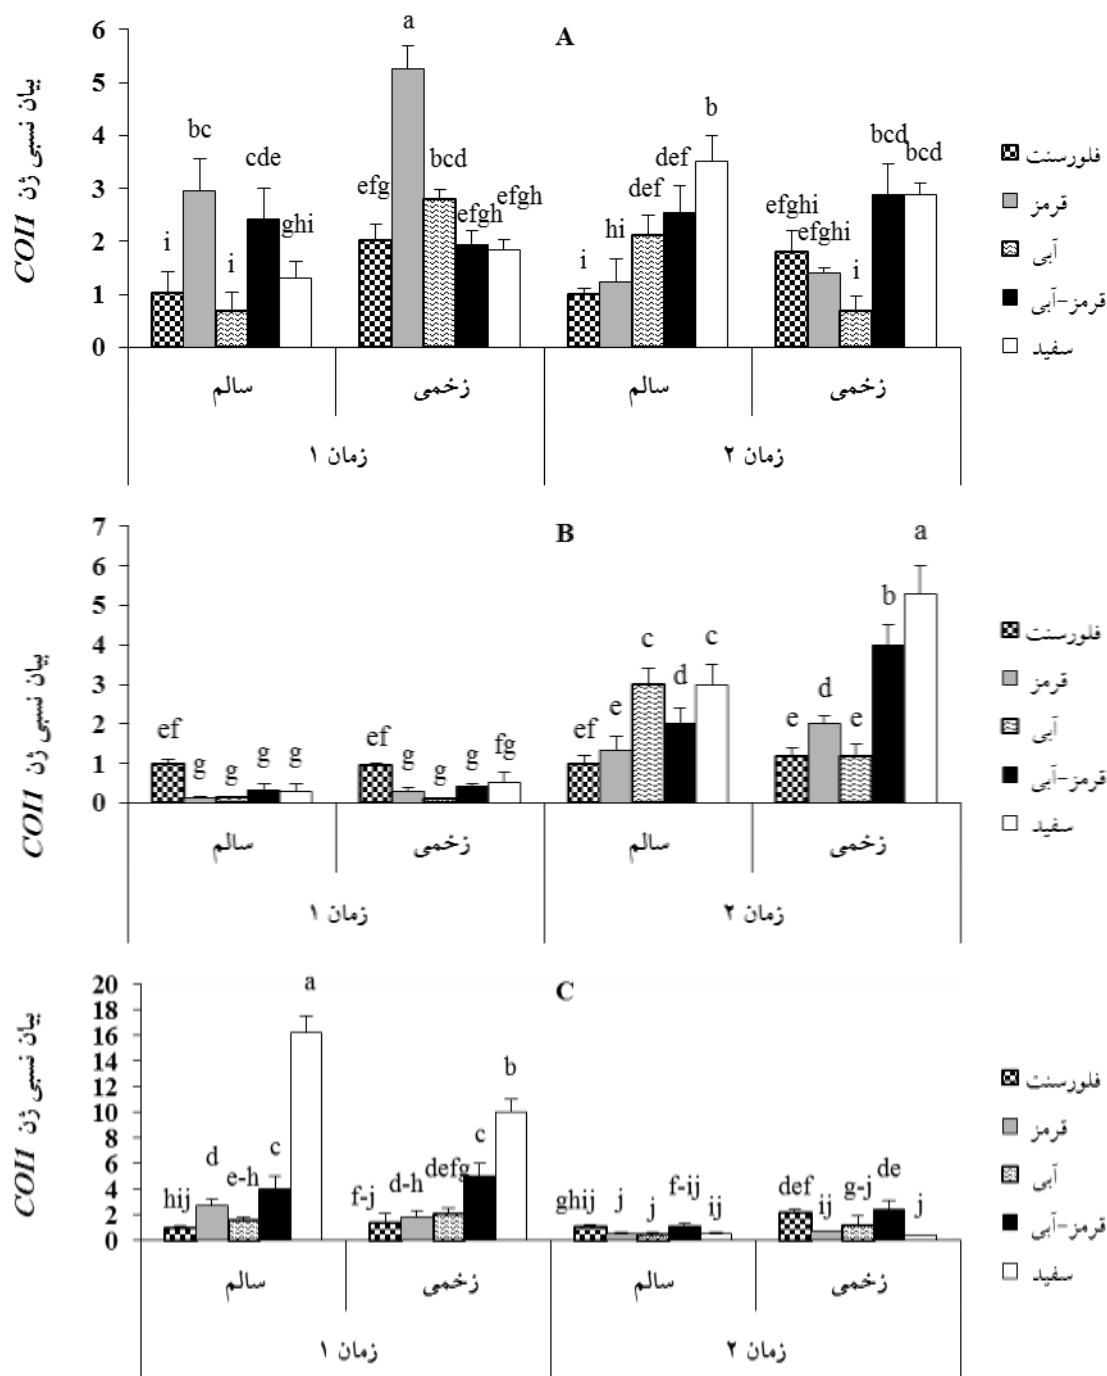 A
بیان نسبی ژن COI1
6
5
4
3
2
1
0
i bc i cde ghi
efg a bcd efgh efgh
i hi def def b
efghi efghi i bcd bcd
سالم زخمی سالم زخمی
زمان ۱ زمان ۲
فلورسنت
قرمز
آبی
قرمز-آبی
سفید
B
بیان نسبی ژن COI1
7
6
5
4
3
2
1
0
ef g g g g
ef g g g fg
ef e c d c
e d e b a
سالم زخمی سالم زخمی
زمان ۱ زمان ۲
فلورسنت
قرمز
آبی
قرمز-آبی
سفید
C
بیان نسبی ژن COI1
20
18
16
14
12
10
8
6
4
2
0
hij d e-h c a
f-j d-h defg c b
ghij j j f-ij ij
def ij g-j de j
سالم زخمی سالم زخمی
زمان ۱ زمان ۲
فلورسنت
قرمز
آبی
قرمز-آبی
سفید